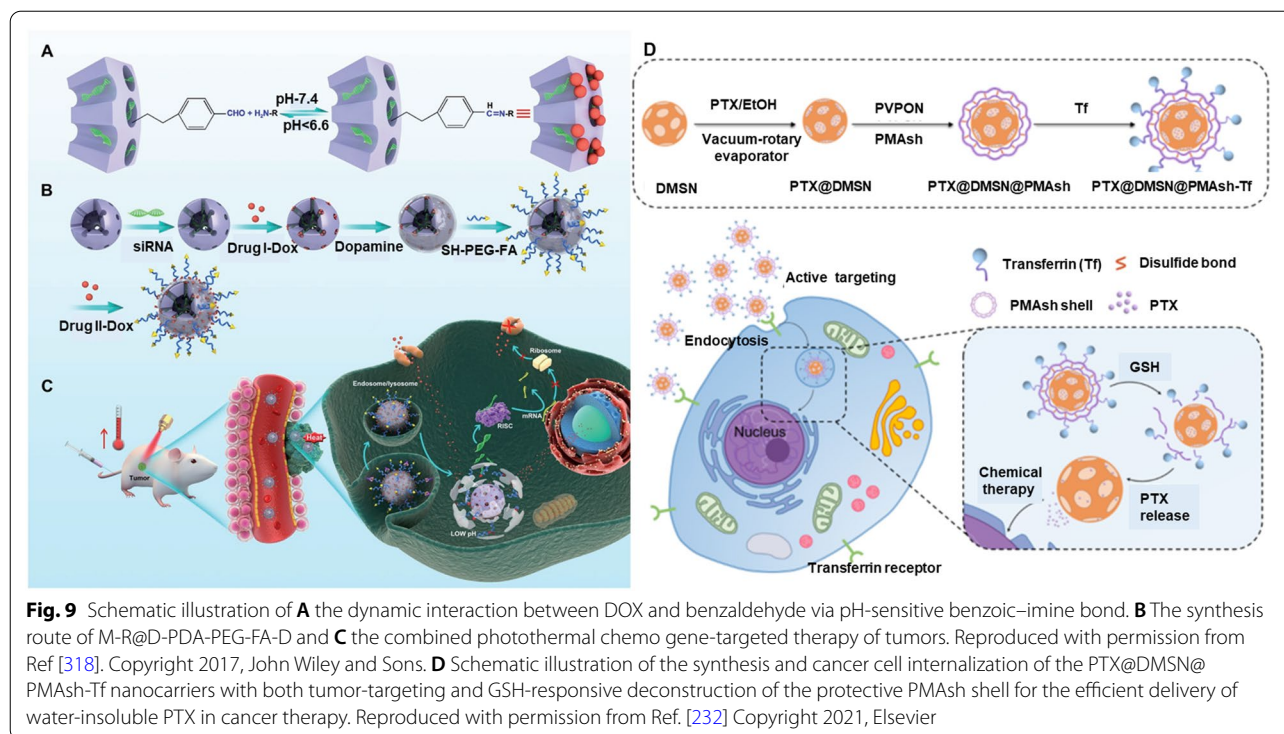 A
CHO + H₂N-R
pH-7.4
pH<6.6
H
C=N-R
B
siRNA
Drug I-Dox
Dopamine
SH-PEG-FA
Drug II-Dox
C
Tumor
Heat
Endosome/lysosome
RISC
mRNA
Ribosome
LOW pH
D
PTX/EtOH
Vacuum-rotary
evaporator
PVPON
PMAsh
Tf
DMSN
PTX@DMSN
PTX@DMSN@PMAsh
PTX@DMSN@PMAsh-Tf
Active targeting
Endocytosis
Nucleus
Transferrin receptor
Transferrin (Tf)
Disulfide bond
PMAsh shell
PTX
GSH
PTX
release
Chemical
therapy
Fig. 9 Schematic illustration of A the dynamic interaction between DOX and benzaldehyde via pH-sensitive benzoic–imine bond. B The synthesis
route of M-R@D-PDA-PEG-FA-D and C the combined photothermal chemo gene-targeted therapy of tumors. Reproduced with permission from
Ref [318]. Copyright 2017, John Wiley and Sons. D Schematic illustration of the synthesis and cancer cell internalization of the PTX@DMSN@
PMAsh-Tf nanocarriers with both tumor-targeting and GSH-responsive deconstruction of the protective PMAsh shell for the efficient delivery of
water-insoluble PTX in cancer therapy. Reproduced with permission from Ref. [232] Copyright 2021, Elsevier